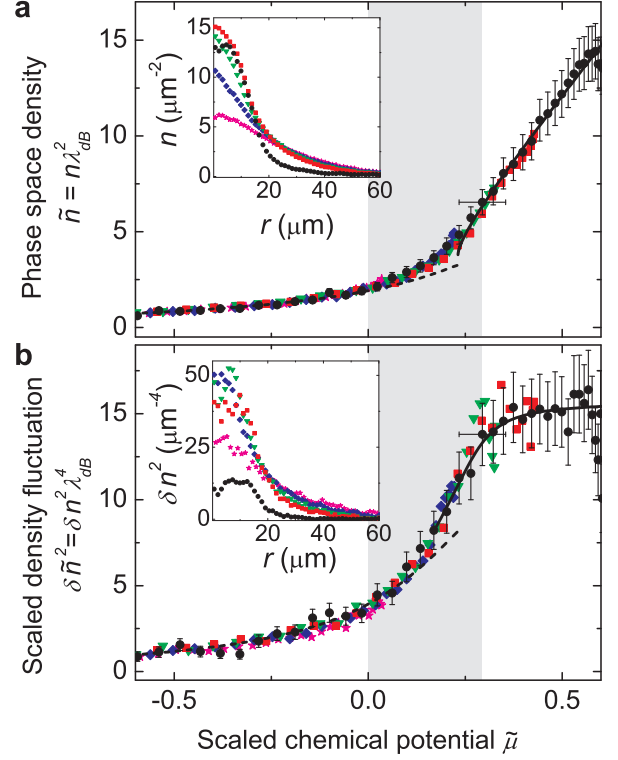 a
15
10
5
0
Phase space density
ñ = nλ²dB
15
10
5
0
n (μm⁻²)
20 40 60
r (μm)
b
15
10
5
0
Scaled density fluctuation
δñ²=δn²λ⁴dB
50
25
0
δn² (μm⁻⁴)
20 40 60
r (μm)
-0.5 0.0 0.5
Scaled chemical potential μ̃